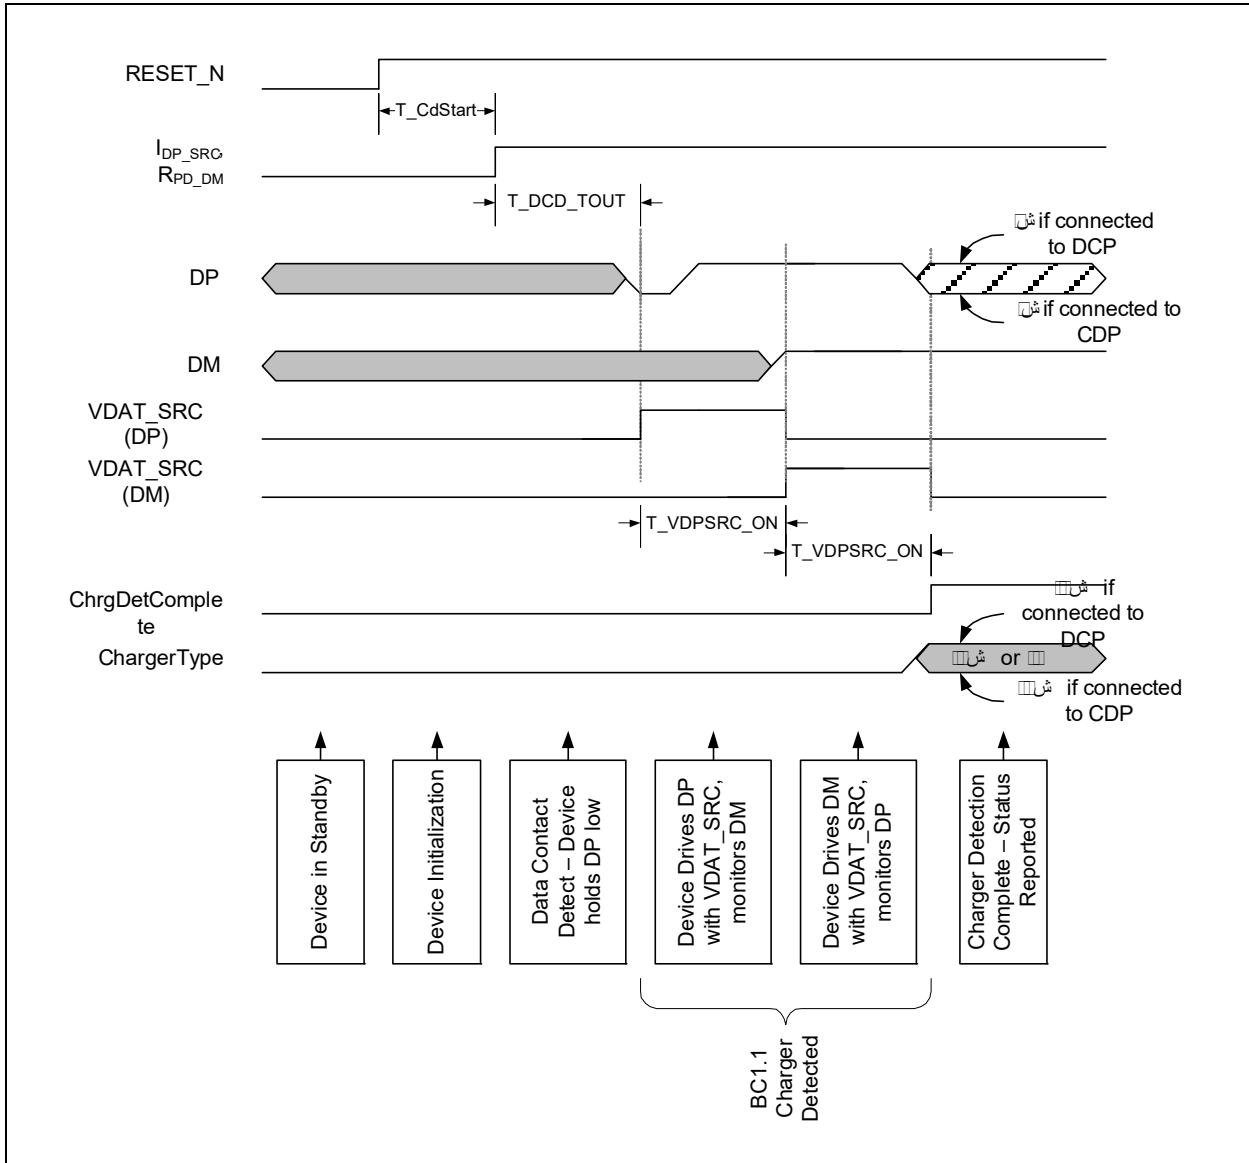 RESET_N
T_CdStart
I_DP_SRC,
R_PD_DM
T_DCD_TOUT
if connected
to DCP
DP
if connected to
CDP
DM
VDAT_SRC
(DP)
VDAT_SRC
(DM)
T_VDPSRC_ON
T_VDPSRC_ON
ChrgDetComple
te
if
connected to
DCP
ChargerType
or
if connected
to CDP
Device in Standby
Device Initialization
Data Contact
Detect – Device
holds DP low
Device Drives DP
with VDAT_SRC,
monitors DM
Device Drives DM
with VDAT_SRC,
monitors DP
Charger Detection
Complete – Status
Reported
BC1.1
Charger
Detected